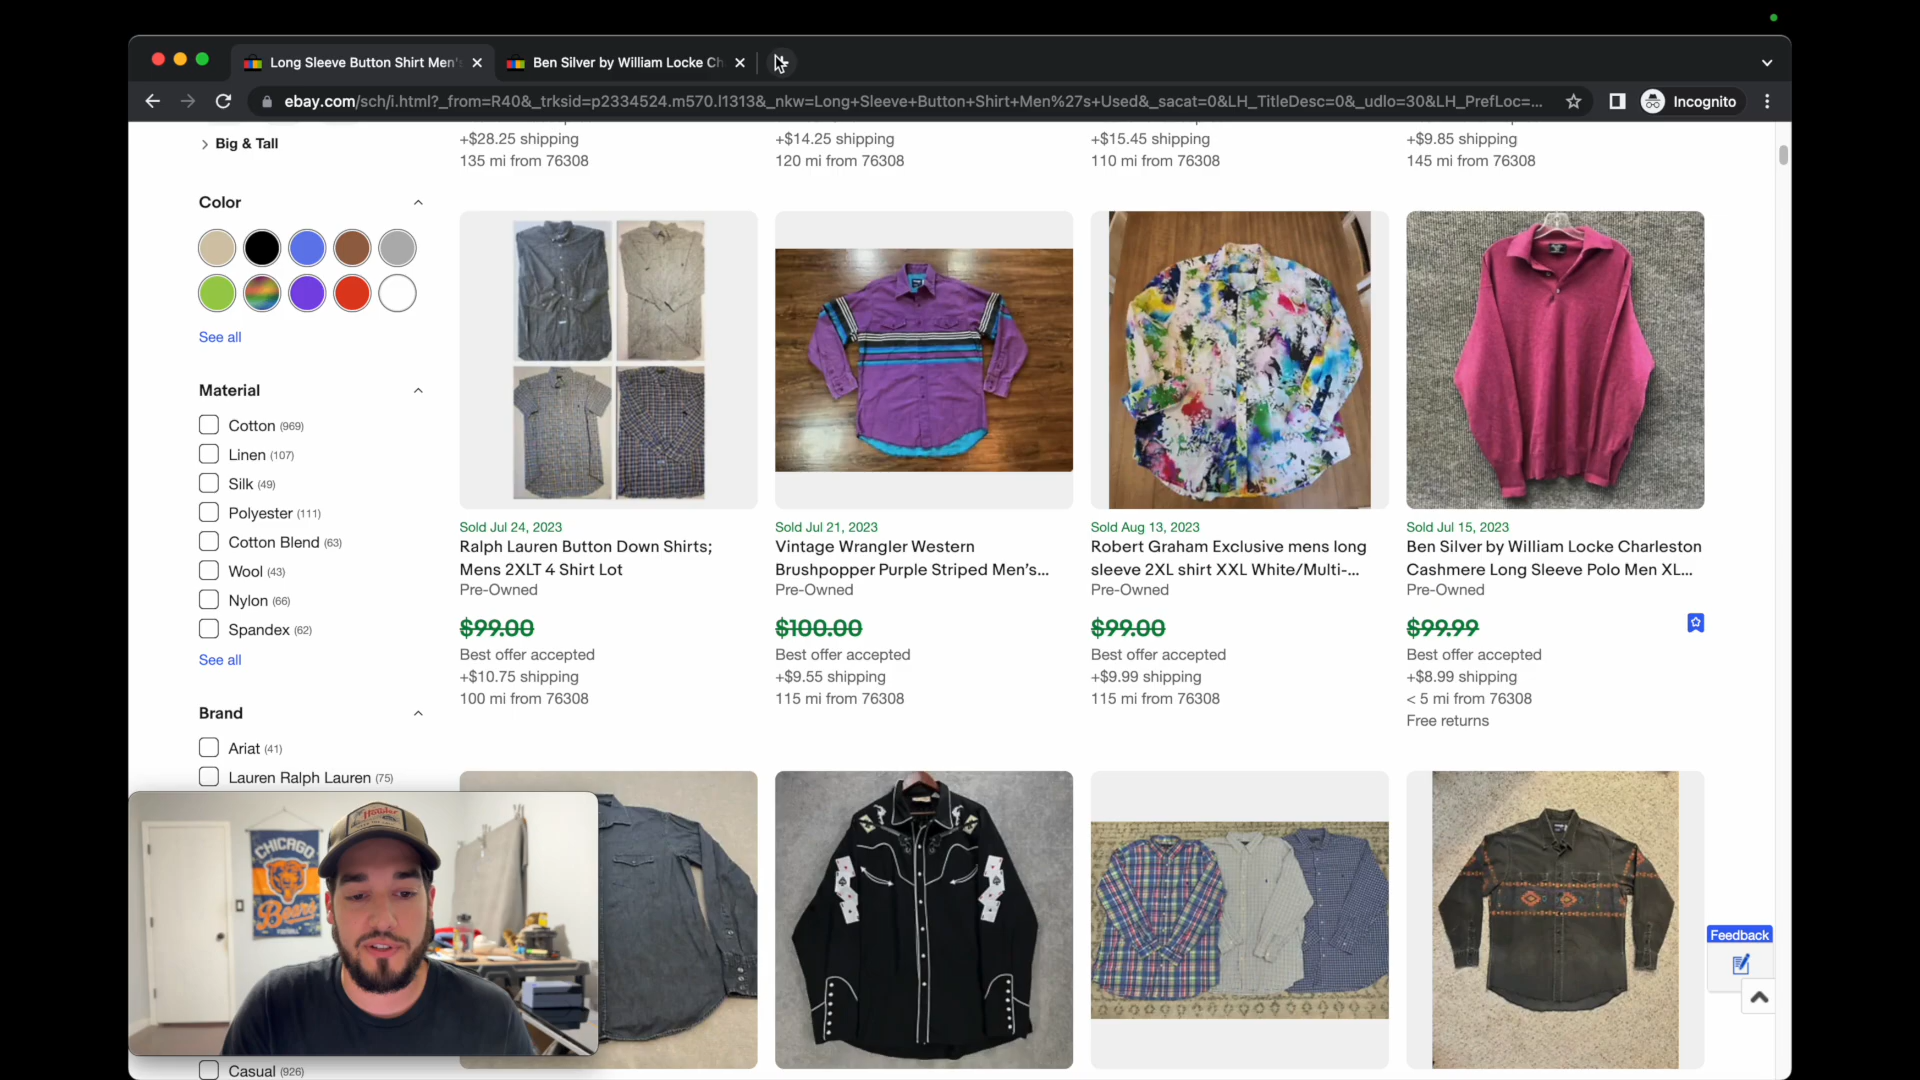 Long Sleeve Button Shirt Men's
Ben Silver by William Locke Ch
ebay.com/sch/i.html?_from=R40&_trksid=p2334524.m570.l1313&_nkw=Long+Sleeve+Button+Shirt+Men%27s+Used&_sacat=0&LH_TitleDesc=0&_udlo=30&LH_PrefLoc=...
Incognito
Big & Tall
Color
See all
Material
Cotton (969)
Linen (107)
Silk (49)
Polyester (111)
Cotton Blend (63)
Wool (43)
Nylon (66)
Spandex (62)
See all
Brand
Ariat (41)
Lauren Ralph Lauren (75)
Casual (926)
+$28.25 shipping
135 mi from 76308
+$14.25 shipping
120 mi from 76308
+$15.45 shipping
110 mi from 76308
+$9.85 shipping
145 mi from 76308
Sold Jul 24, 2023
Ralph Lauren Button Down Shirts;
Mens 2XLT 4 Shirt Lot
Pre-Owned
$99.00
Best offer accepted
+$10.75 shipping
100 mi from 76308
Sold Jul 21, 2023
Vintage Wrangler Western
Brushpopper Purple Striped Men's...
Pre-Owned
$100.00
Best offer accepted
+$9.55 shipping
115 mi from 76308
Sold Aug 13, 2023
Robert Graham Exclusive mens long
sleeve 2XL shirt XXL White/Multi-...
Pre-Owned
$99.00
Best offer accepted
+$9.99 shipping
115 mi from 76308
Sold Jul 15, 2023
Ben Silver by William Locke Charleston
Cashmere Long Sleeve Polo Men XL...
Pre-Owned
$99.99
Best offer accepted
+$8.99 shipping
< 5 mi from 76308
Free returns
Feedback
CHICAGO
Bears
FOOTBALL